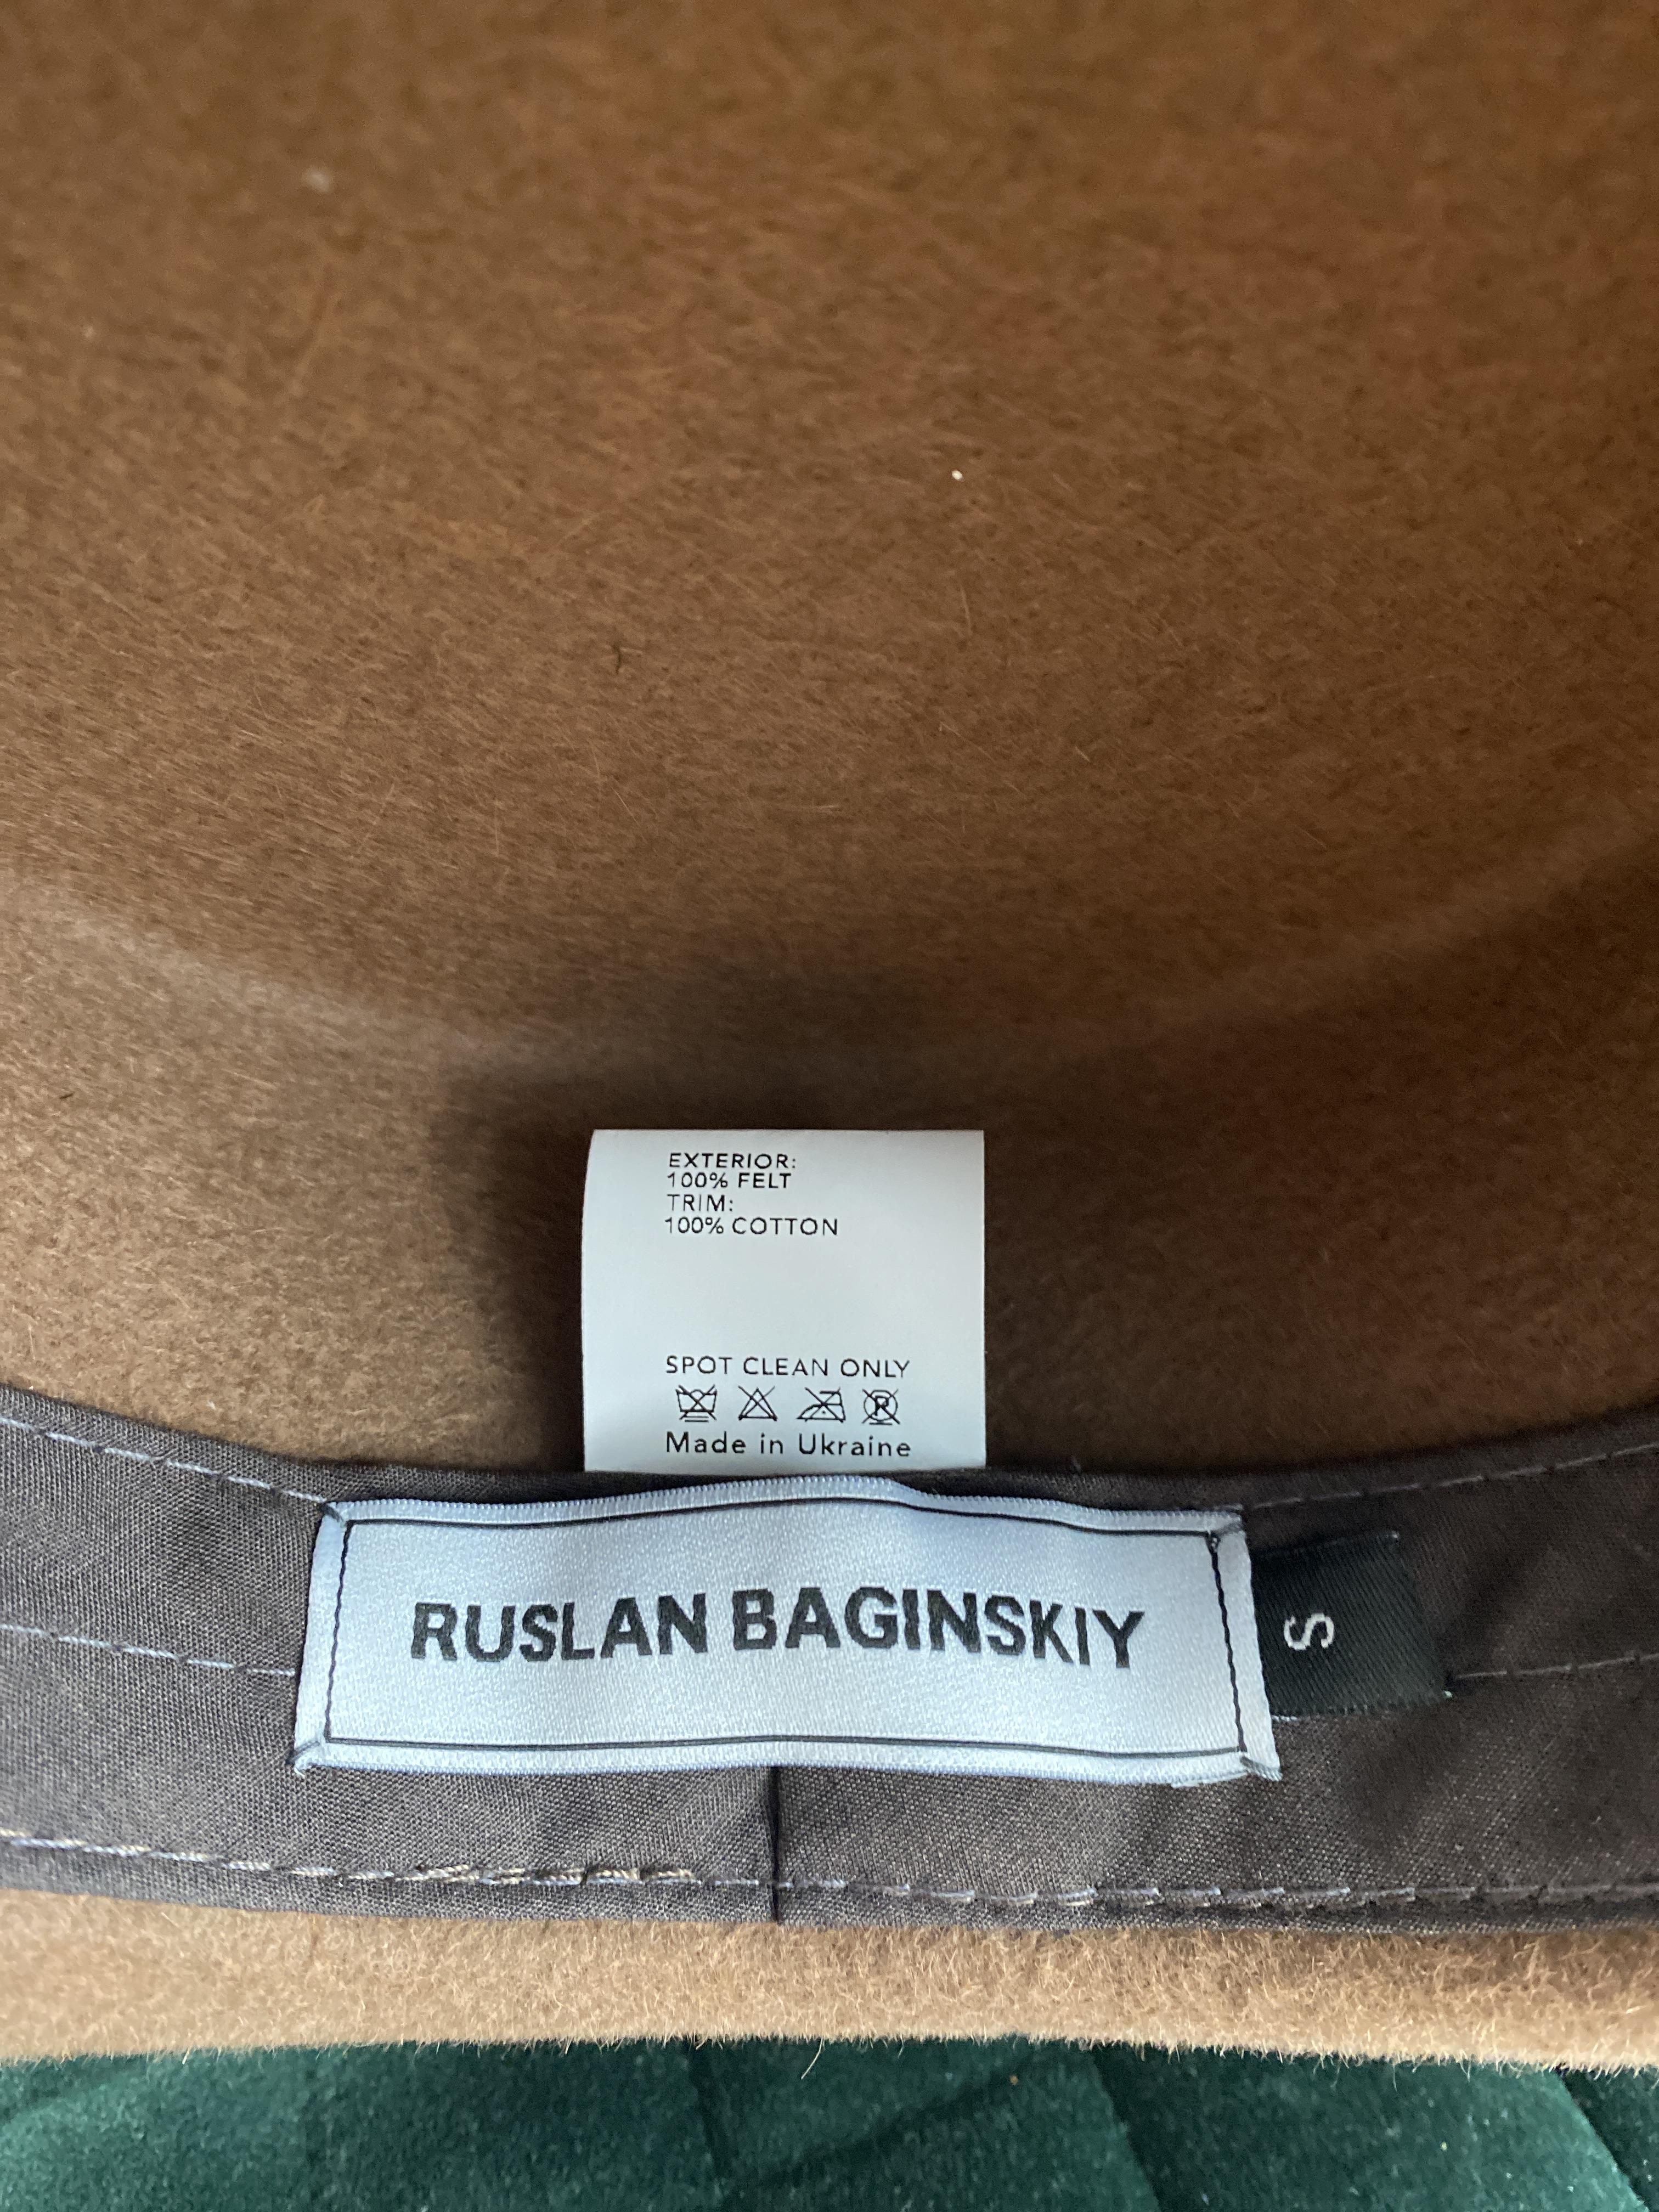 EXTERIOR:
100% FELT
TRIM:
100% COTTON
SPOT CLEAN ONLY
P
Made in Ukraine
RUSLAN BAGINSKIY
S